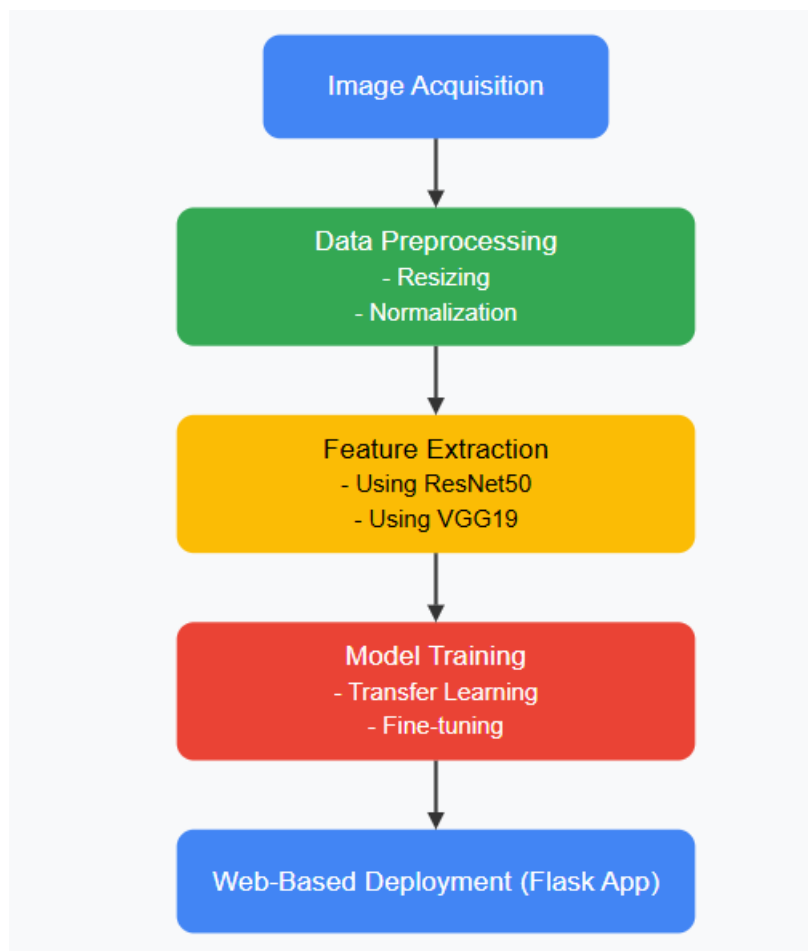 Image Acquisition
Data Preprocessing
- Resizing
- Normalization
Feature Extraction
- Using ResNet50
- Using VGG19
Model Training
- Transfer Learning
- Fine-tuning
Web-Based Deployment (Flask App)